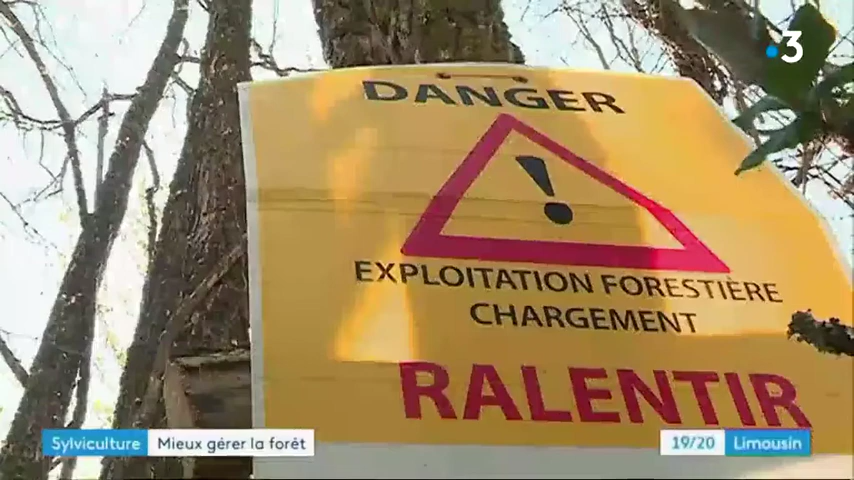 3
DANGER
!
EXPLOITATION FORESTIÈRE
CHARGEMENT
RALENTIR
Sylviculture Mieux gérer la forêt
19/20 Limousin